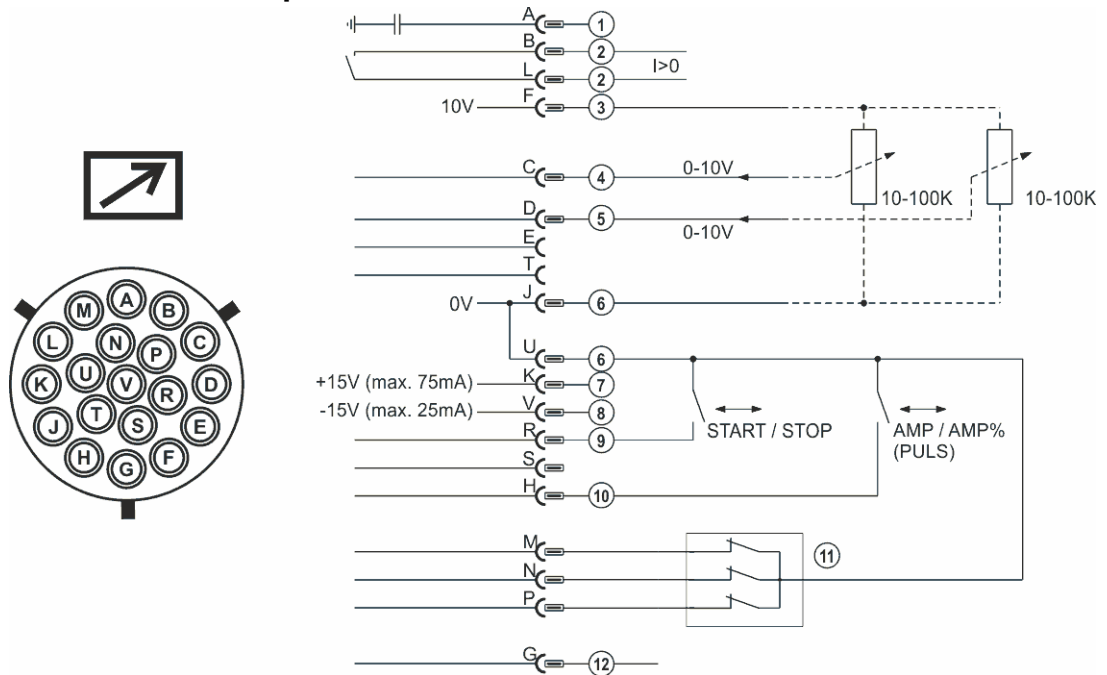 A 1
B 2
I>0
L 2
10V F 3
C 4 0-10V
10-100K 10-100K
D 5
0-10V
E
T
0V J 6
U 6
+15V (max. 75mA) K 7
-15V (max. 25mA) V 8
START / STOP
AMP / AMP%
(PULS)
R 9
S
H 10
M
11
N
P
G 12
A
M B
N
L P C
U
K V D
R
J T E
S
H F
G